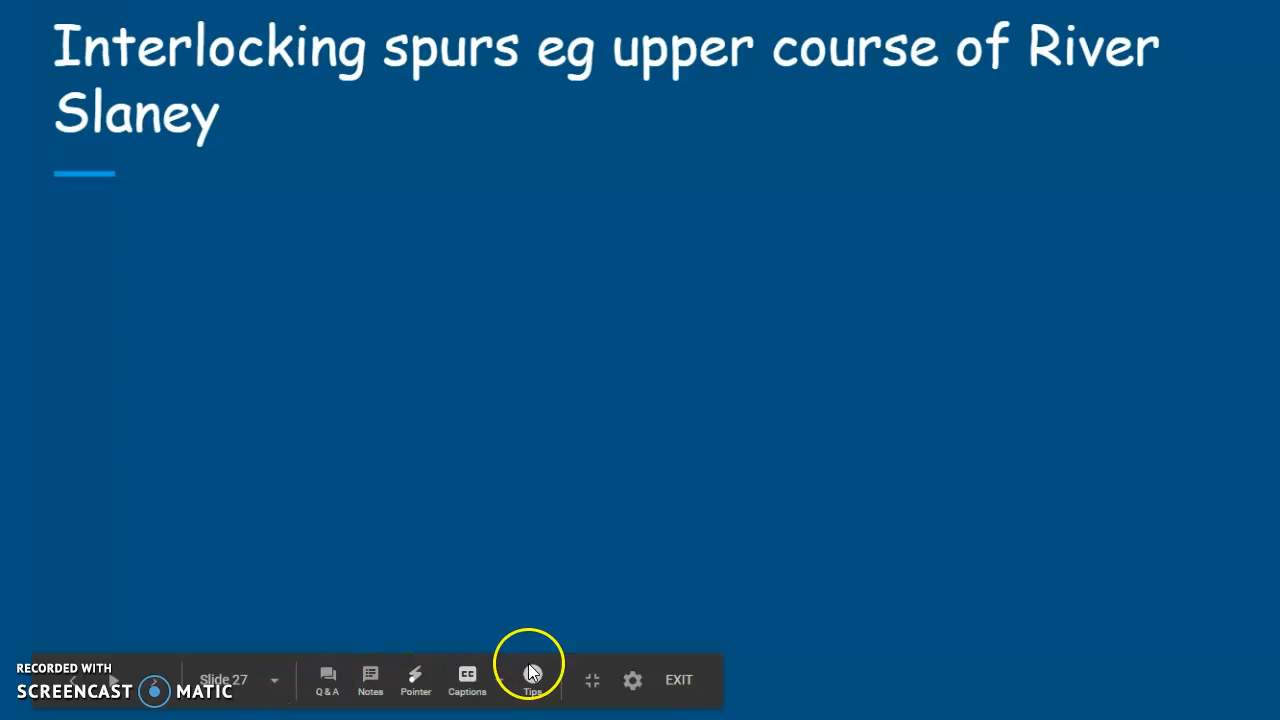 Interlocking spurs eg upper course of River
Slaney
RECORDED WITH
SCREENCAST MATIC
Slide 27
Q & A
Notes
Pointer
CC
Captions
Tips
EXIT